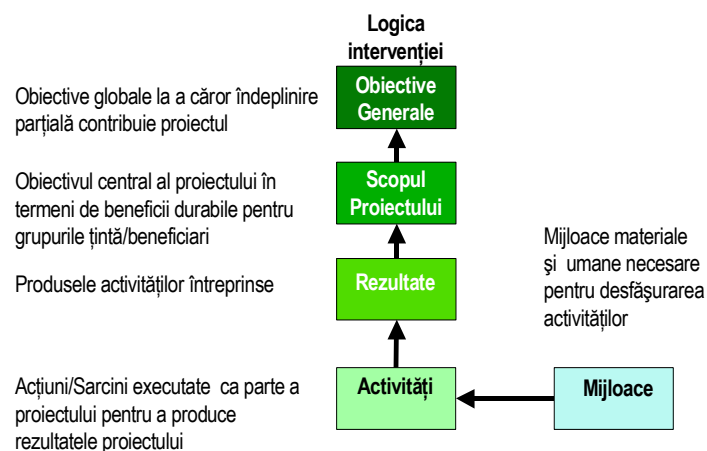 Logica
intervenției
Obiective globale la a căror îndeplinire
parțială contribuie proiectul
Obiective
Generale
Obiectivul central al proiectului în
termeni de beneficii durabile pentru
grupurile țintă/beneficiari
Scopul
Proiectului
Mijloace materiale
şi umane necesare
pentru desfăşurarea
activităților
Produsele activităților întreprinse
Rezultate
Acțiuni/Sarcini executate ca parte a
proiectului pentru a produce
rezultatele proiectului
Activități
Mijloace